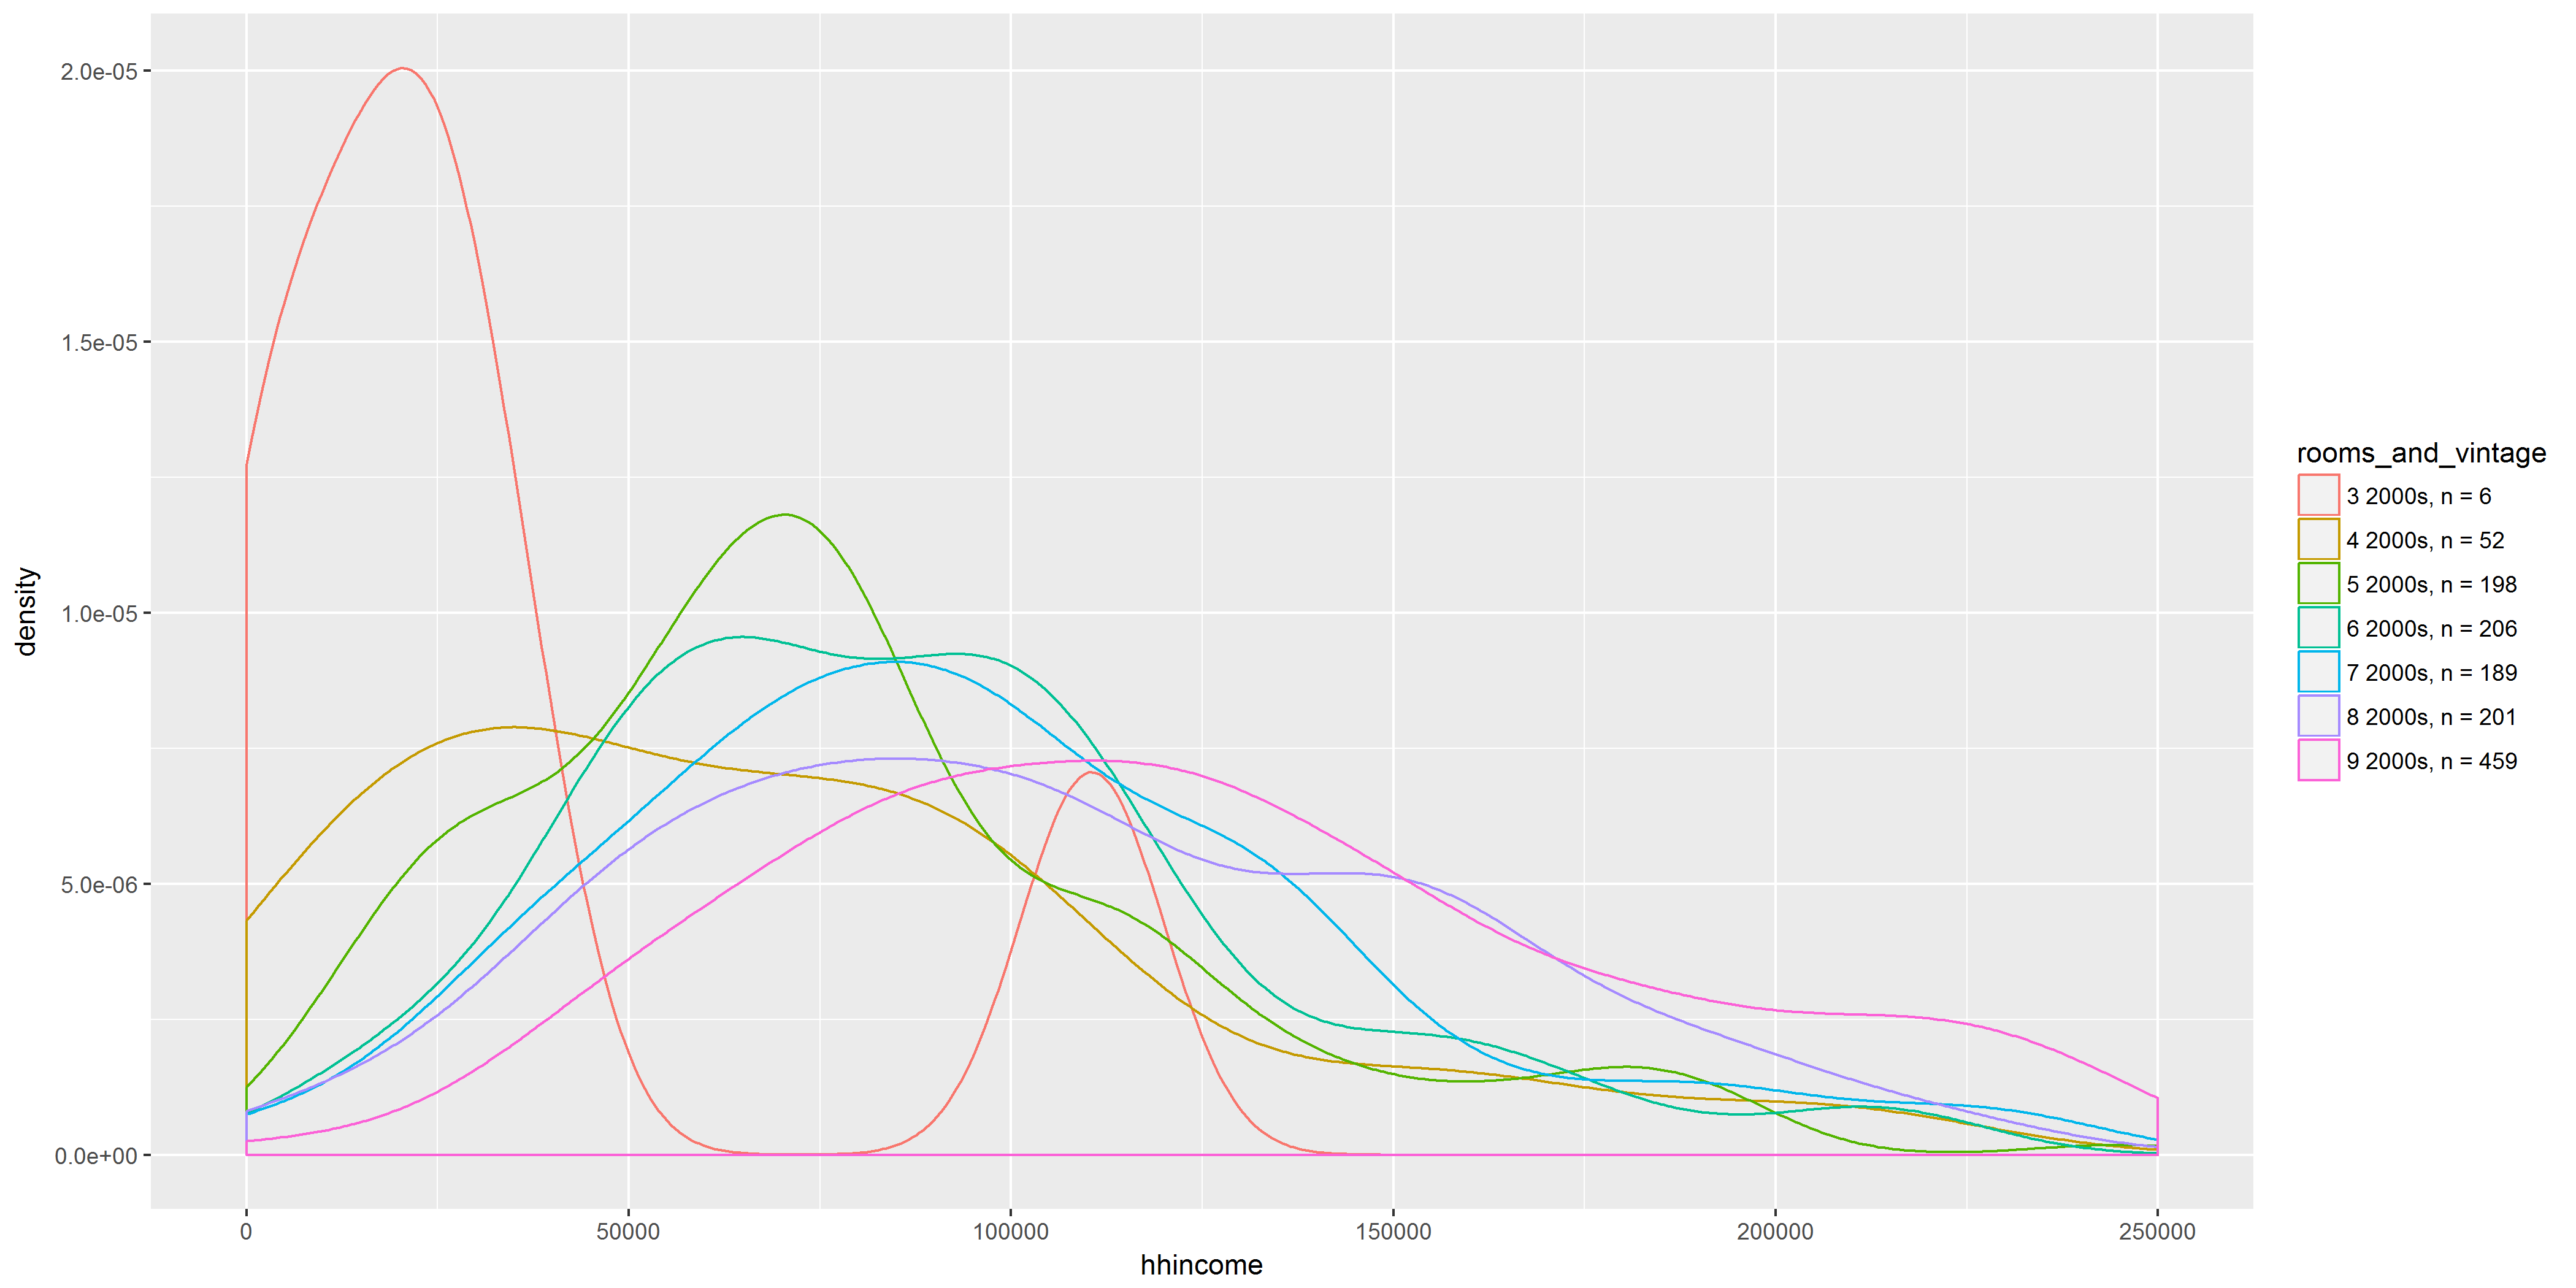 2.0e-05
1.5e-05
1.0e-05
5.0e-06
0.0e+00
density
0 50000 100000 150000 200000 250000
hhincome
rooms_and_vintage
3 2000s, n = 6
4 2000s, n = 52
5 2000s, n = 198
6 2000s, n = 206
7 2000s, n = 189
8 2000s, n = 201
9 2000s, n = 459